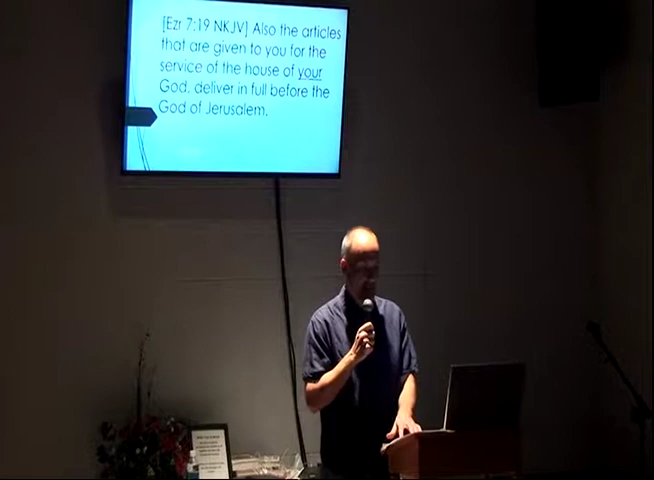 [Ezr 7:19 NKJV] Also the articles
that are given to you for the
service of the house of your
God, deliver in full before the
God of Jerusalem.